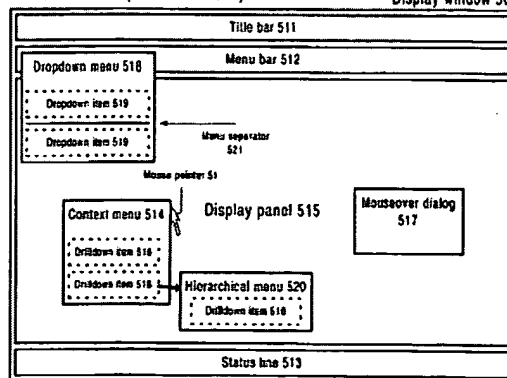 Display window
Title bar 511
Menu bar 512
Dropdown menu 518
Dropdown item 519
Dropdown item 519
Menu separator
521
Mouse pointer 51
Context menu 514
Display panel 515
Mouseover dialog
517
Drilldown item 516
Drilldown item 516
Hierarchical menu 520
Drilldown item 516
Status line 513